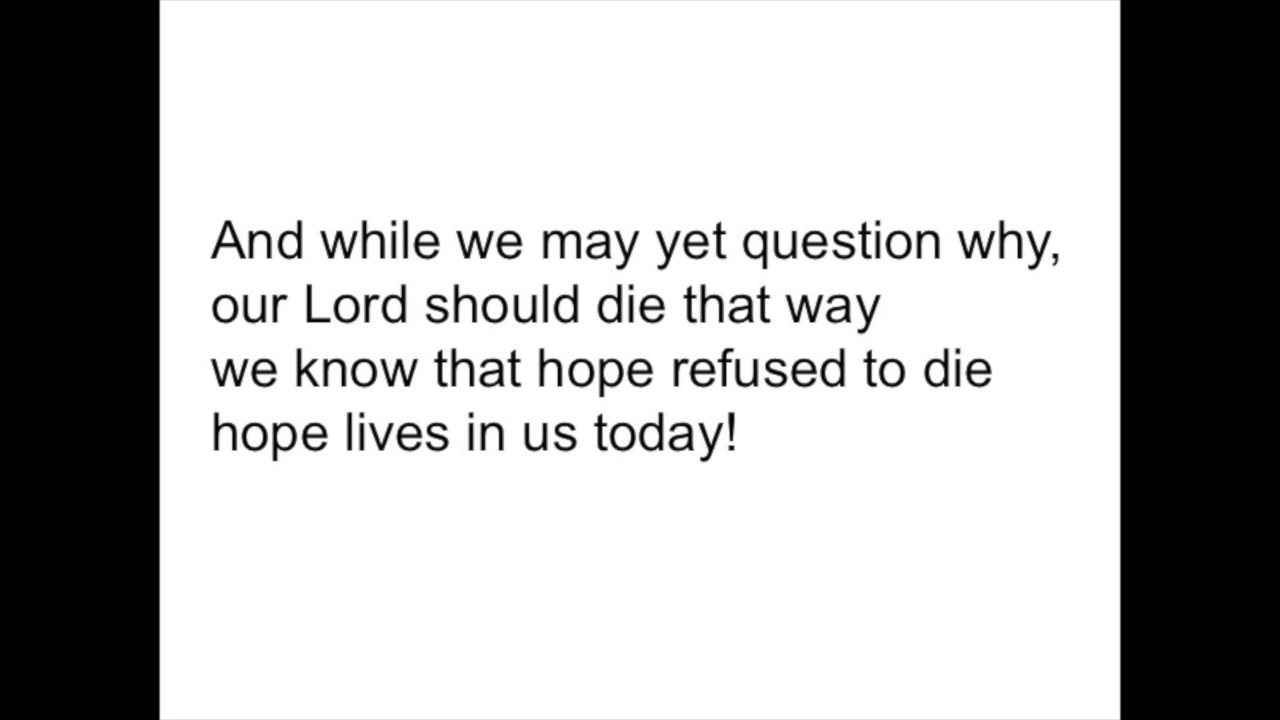 And while we may yet question why,
our Lord should die that way
we know that hope refused to die
hope lives in us today!